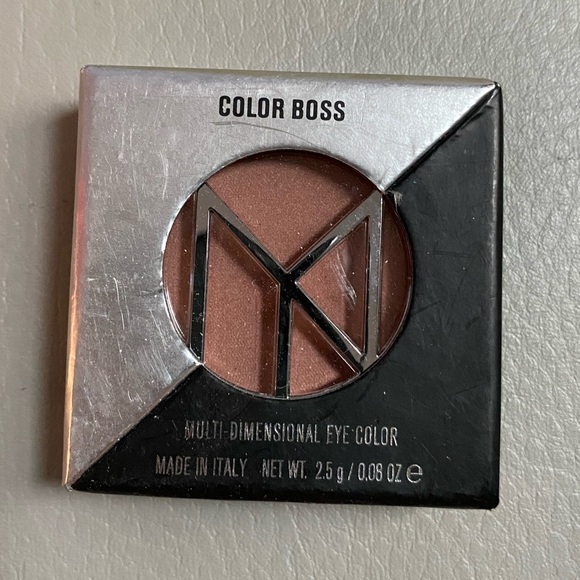 COLOR BOSS
MULTI-DIMENSIONAL EYE COLOR
MADE IN ITALY NET WT. 2.5 g / 0.08 OZ ℮